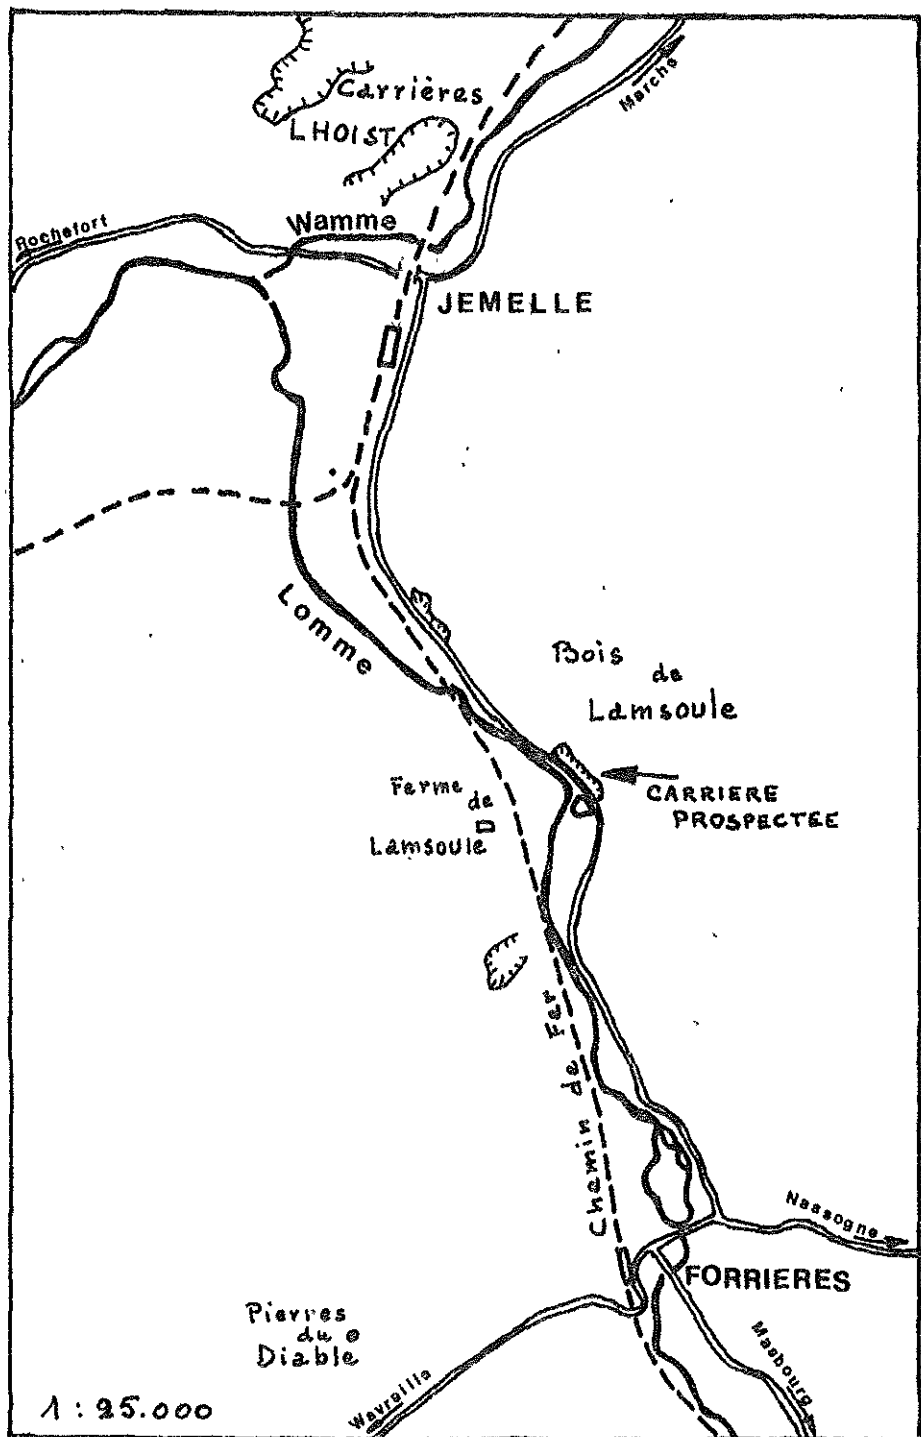 Carrières
LHOIST
Marche
Rochefort
Wamme
JEMELLE
Lomme
Bois
de
Lamsoule
Ferme
de
Lamsoule
CARRIERE
PROSPECTEE
Chemin de Fer
Nassogne
FORRIERES
Pierres
du
Diable
Masbourg
Wavreille
1 : 25.000